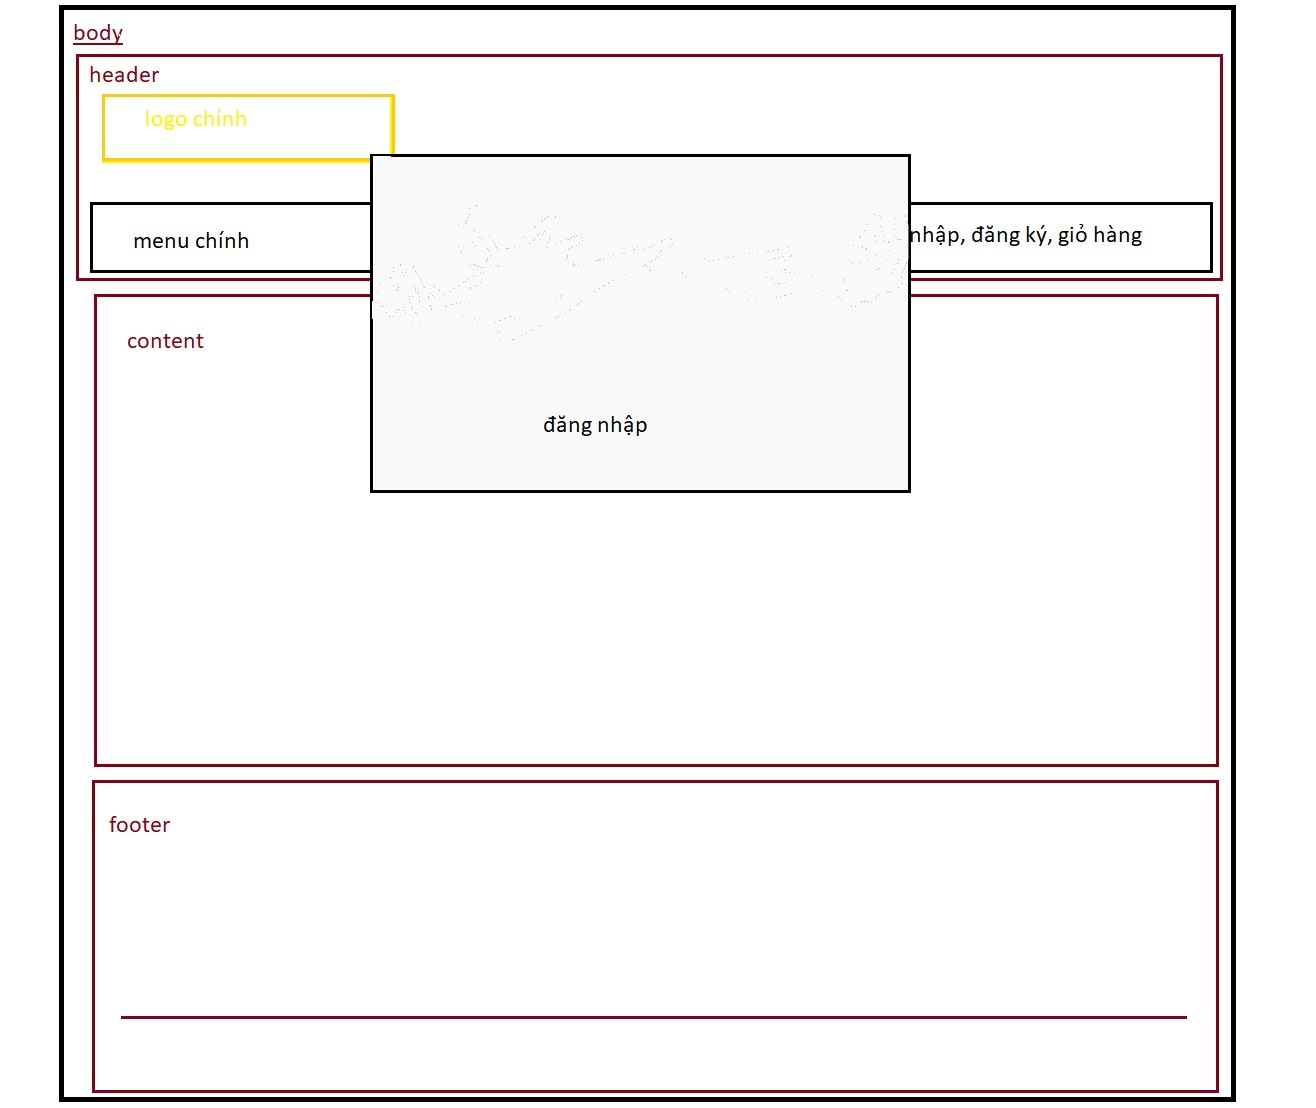 body
header
logo chính
menu chính
nhập, đăng ký, giỏ hàng
content
đăng nhập
footer